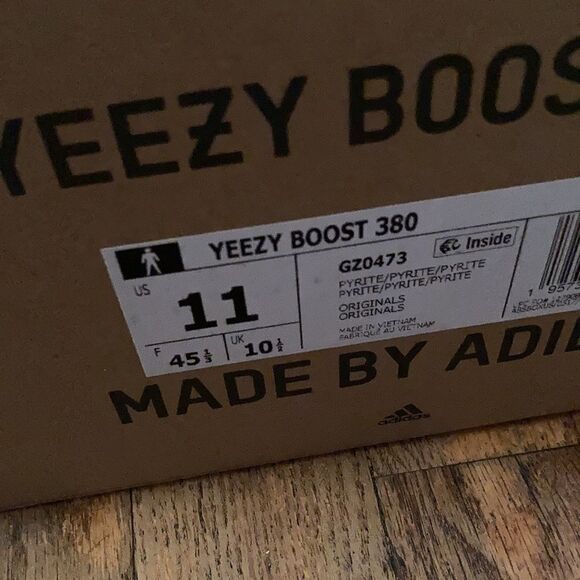 YEEZY BOOS
YEEZY BOOST 380
US
11
F 45⅓
UK 10½
GZ0473
Inside
PYRITE/PYRITE/PYRITE
PYRITE/PYRITE/PYRITE
ORIGINALS
ORIGINALS
MADE IN VIETNAM
FABRIQUE AU VIETNAM
MADE BY ADI
adidas